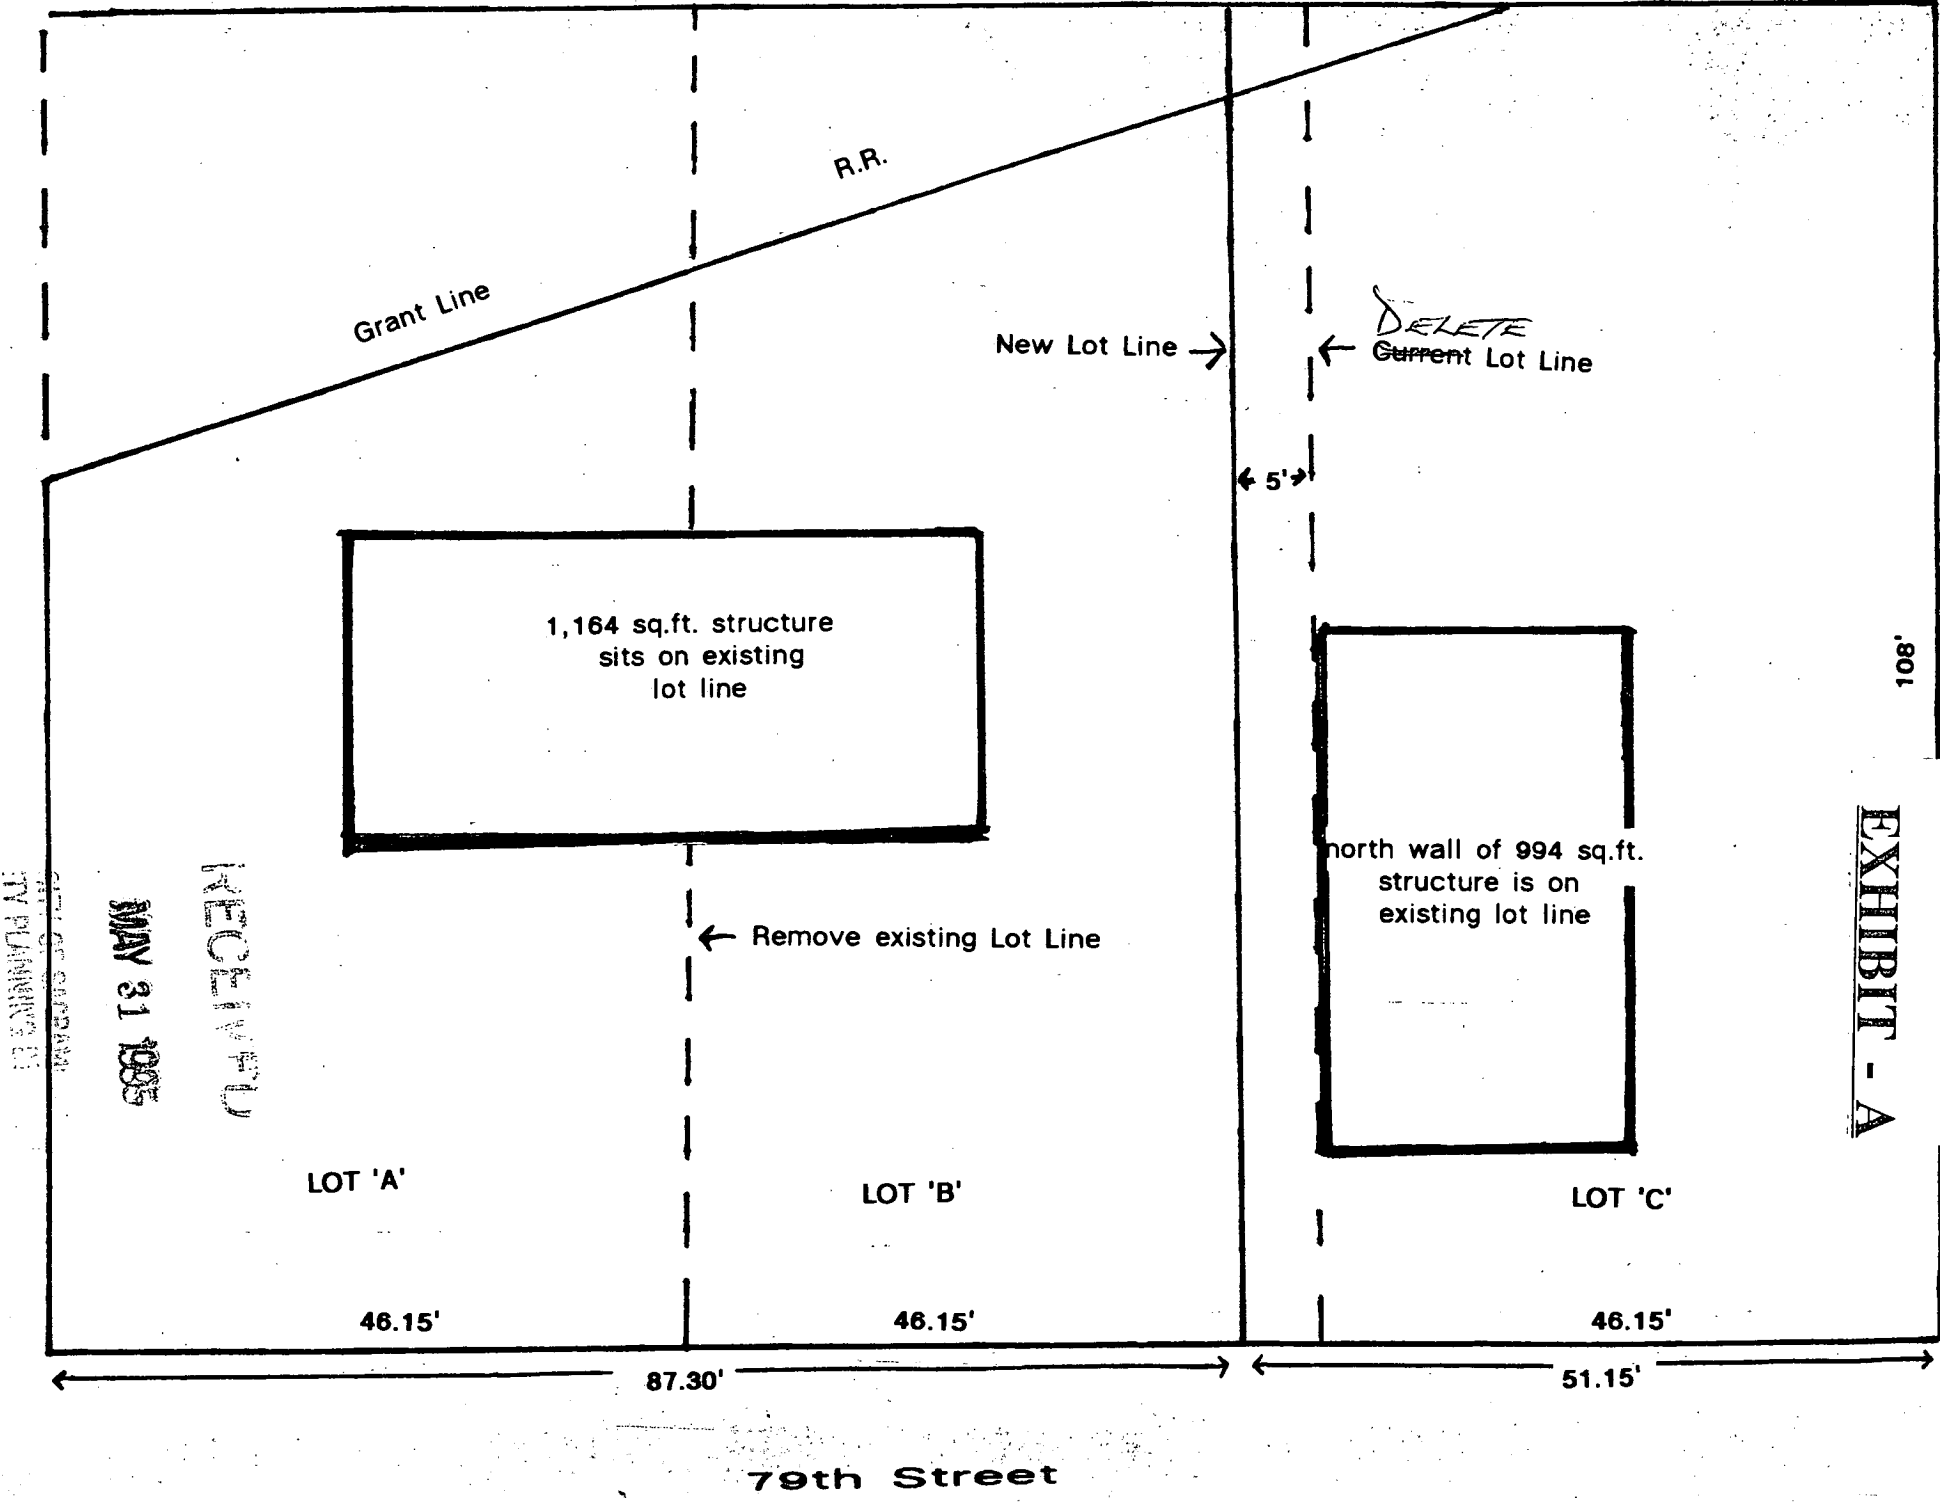 R.R.
Grant Line
New Lot Line
DELETE
Current Lot Line
5'
1,164 sq.ft. structure
sits on existing
lot line
108'
north wall of 994 sq.ft.
structure is on
existing lot line
EXHIBIT - A
Remove existing Lot Line
RECEIVED
MAY 31 1985
LOT 'A'
LOT 'B'
LOT 'C'
46.15'
46.15'
46.15'
87.30'
51.15'
79th Street